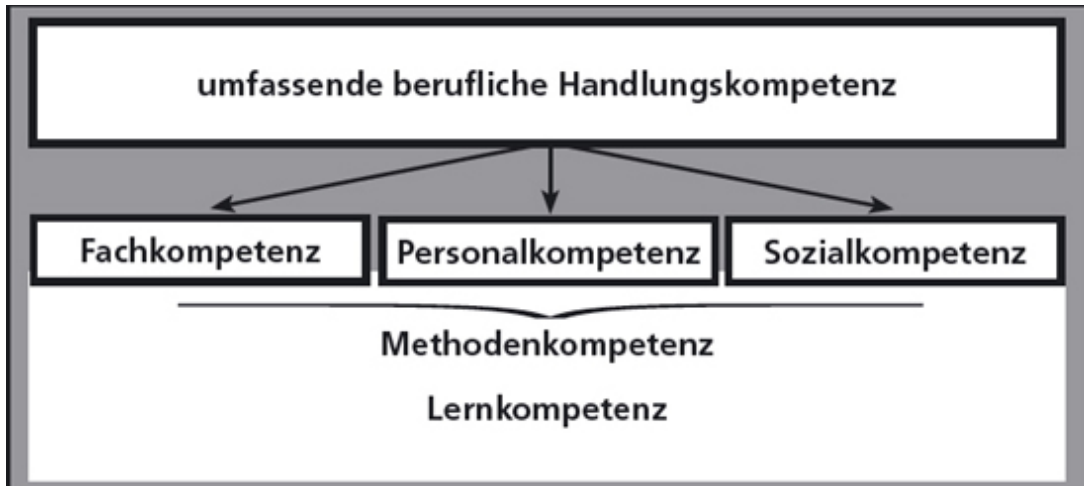 umfassende berufliche Handlungskompetenz
Fachkompetenz
Personalkompetenz
Sozialkompetenz
Methodenkompetenz
Lernkompetenz